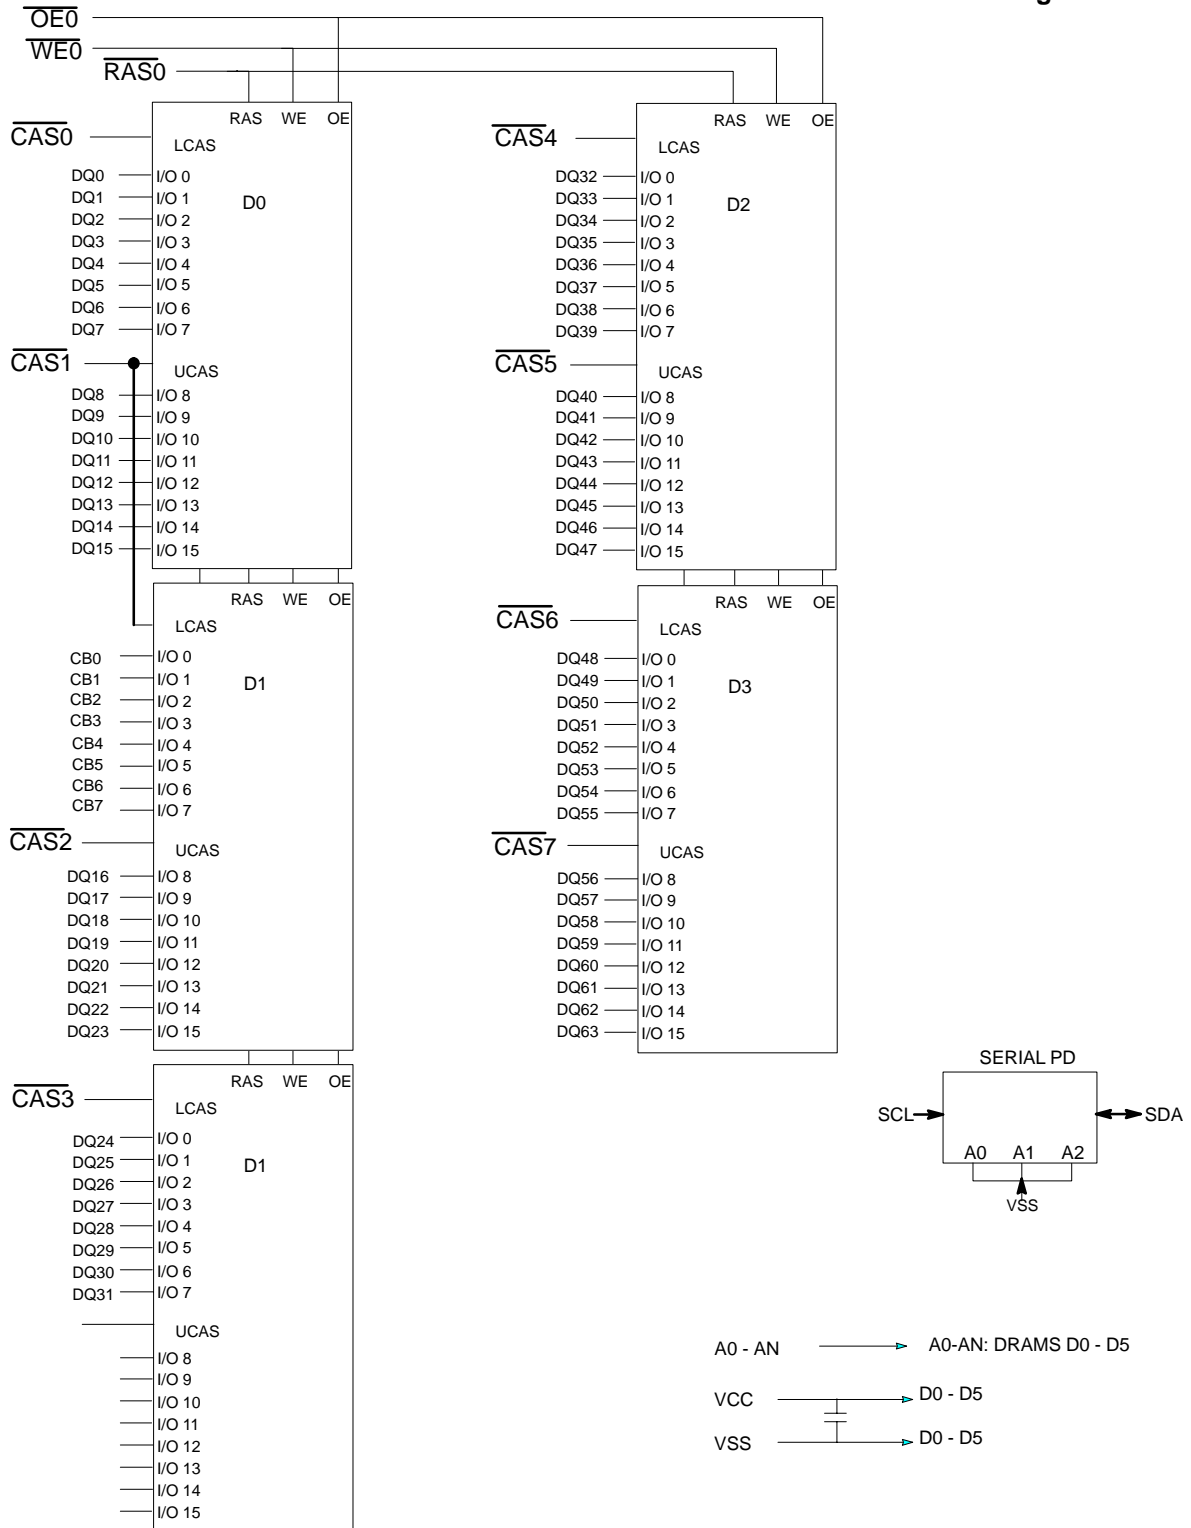 OE0
WE0
RAS0
g
RAS WE OE
CAS0
LCAS
DQ0 I/O 0
DQ1 I/O 1
D0
DQ2 I/O 2
DQ3 I/O 3
DQ4 I/O 4
DQ5 I/O 5
DQ6 I/O 6
DQ7 I/O 7
CAS1
UCAS
DQ8 I/O 8
DQ9 I/O 9
DQ10 I/O 10
DQ11 I/O 11
DQ12 I/O 12
DQ13 I/O 13
DQ14 I/O 14
DQ15 I/O 15
RAS WE OE
LCAS
CB0 I/O 0
CB1 I/O 1
D1
CB2 I/O 2
CB3 I/O 3
CB4 I/O 4
CB5 I/O 5
CB6 I/O 6
CB7 I/O 7
CAS2
UCAS
DQ16 I/O 8
DQ17 I/O 9
DQ18 I/O 10
DQ19 I/O 11
DQ20 I/O 12
DQ21 I/O 13
DQ22 I/O 14
DQ23 I/O 15
RAS WE OE
CAS3
LCAS
DQ24 I/O 0
DQ25 I/O 1
D1
DQ26 I/O 2
DQ27 I/O 3
DQ28 I/O 4
DQ29 I/O 5
DQ30 I/O 6
DQ31 I/O 7
UCAS
I/O 8
I/O 9
I/O 10
I/O 11
I/O 12
I/O 13
I/O 14
I/O 15
RAS WE OE
CAS4
LCAS
DQ32 I/O 0
DQ33 I/O 1
D2
DQ34 I/O 2
DQ35 I/O 3
DQ36 I/O 4
DQ37 I/O 5
DQ38 I/O 6
DQ39 I/O 7
CAS5
UCAS
DQ40 I/O 8
DQ41 I/O 9
DQ42 I/O 10
DQ43 I/O 11
DQ44 I/O 12
DQ45 I/O 13
DQ46 I/O 14
DQ47 I/O 15
RAS WE OE
CAS6
LCAS
DQ48 I/O 0
DQ49 I/O 1
D3
DQ50 I/O 2
DQ51 I/O 3
DQ52 I/O 4
DQ53 I/O 5
DQ54 I/O 6
DQ55 I/O 7
CAS7
UCAS
DQ56 I/O 8
DQ57 I/O 9
DQ58 I/O 10
DQ59 I/O 11
DQ60 I/O 12
DQ61 I/O 13
DQ62 I/O 14
DQ63 I/O 15
SERIAL PD
SCL SDA
A0 A1 A2
VSS
A0 - AN A0-AN: DRAMS D0 - D5
VCC D0 - D5
VSS D0 - D5